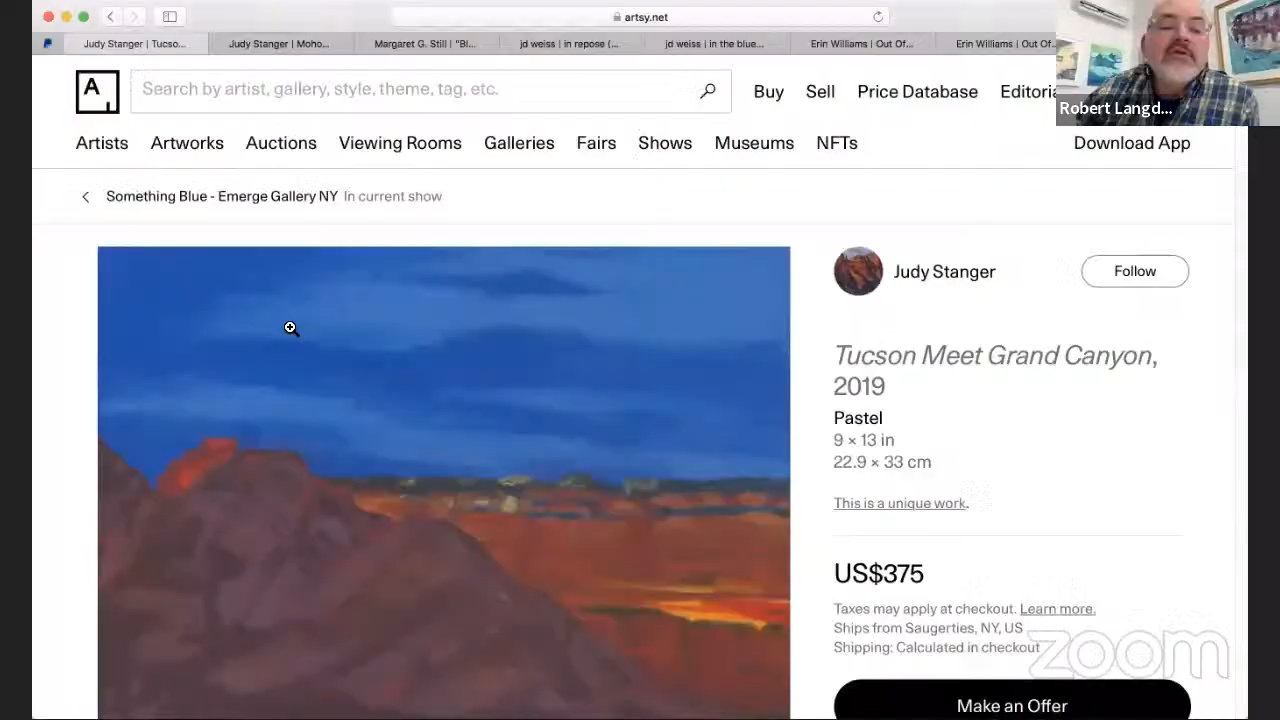 artsy.net
Judy Stanger | Tucso...
Judy Stanger | Moho...
Margaret G. Still | "Bl...
jd weiss | in repose (...
jd weiss | in the blue...
Erin Williams | Out Of...
Erin Williams | Out Of
A
Search by artist, gallery, style, theme, tag, etc.
Buy
Sell
Price Database
Editoria
Robert Langd...
Artists
Artworks
Auctions
Viewing Rooms
Galleries
Fairs
Shows
Museums
NFTs
Download App
Something Blue - Emerge Gallery NY In current show
Judy Stanger
Follow
Tucson Meet Grand Canyon,
2019
Pastel
9 × 13 in
22.9 × 33 cm
This is a unique work.
US$375
Taxes may apply at checkout. Learn more.
Ships from Saugerties, NY, US
Shipping: Calculated in checkout
zoom
Make an Offer